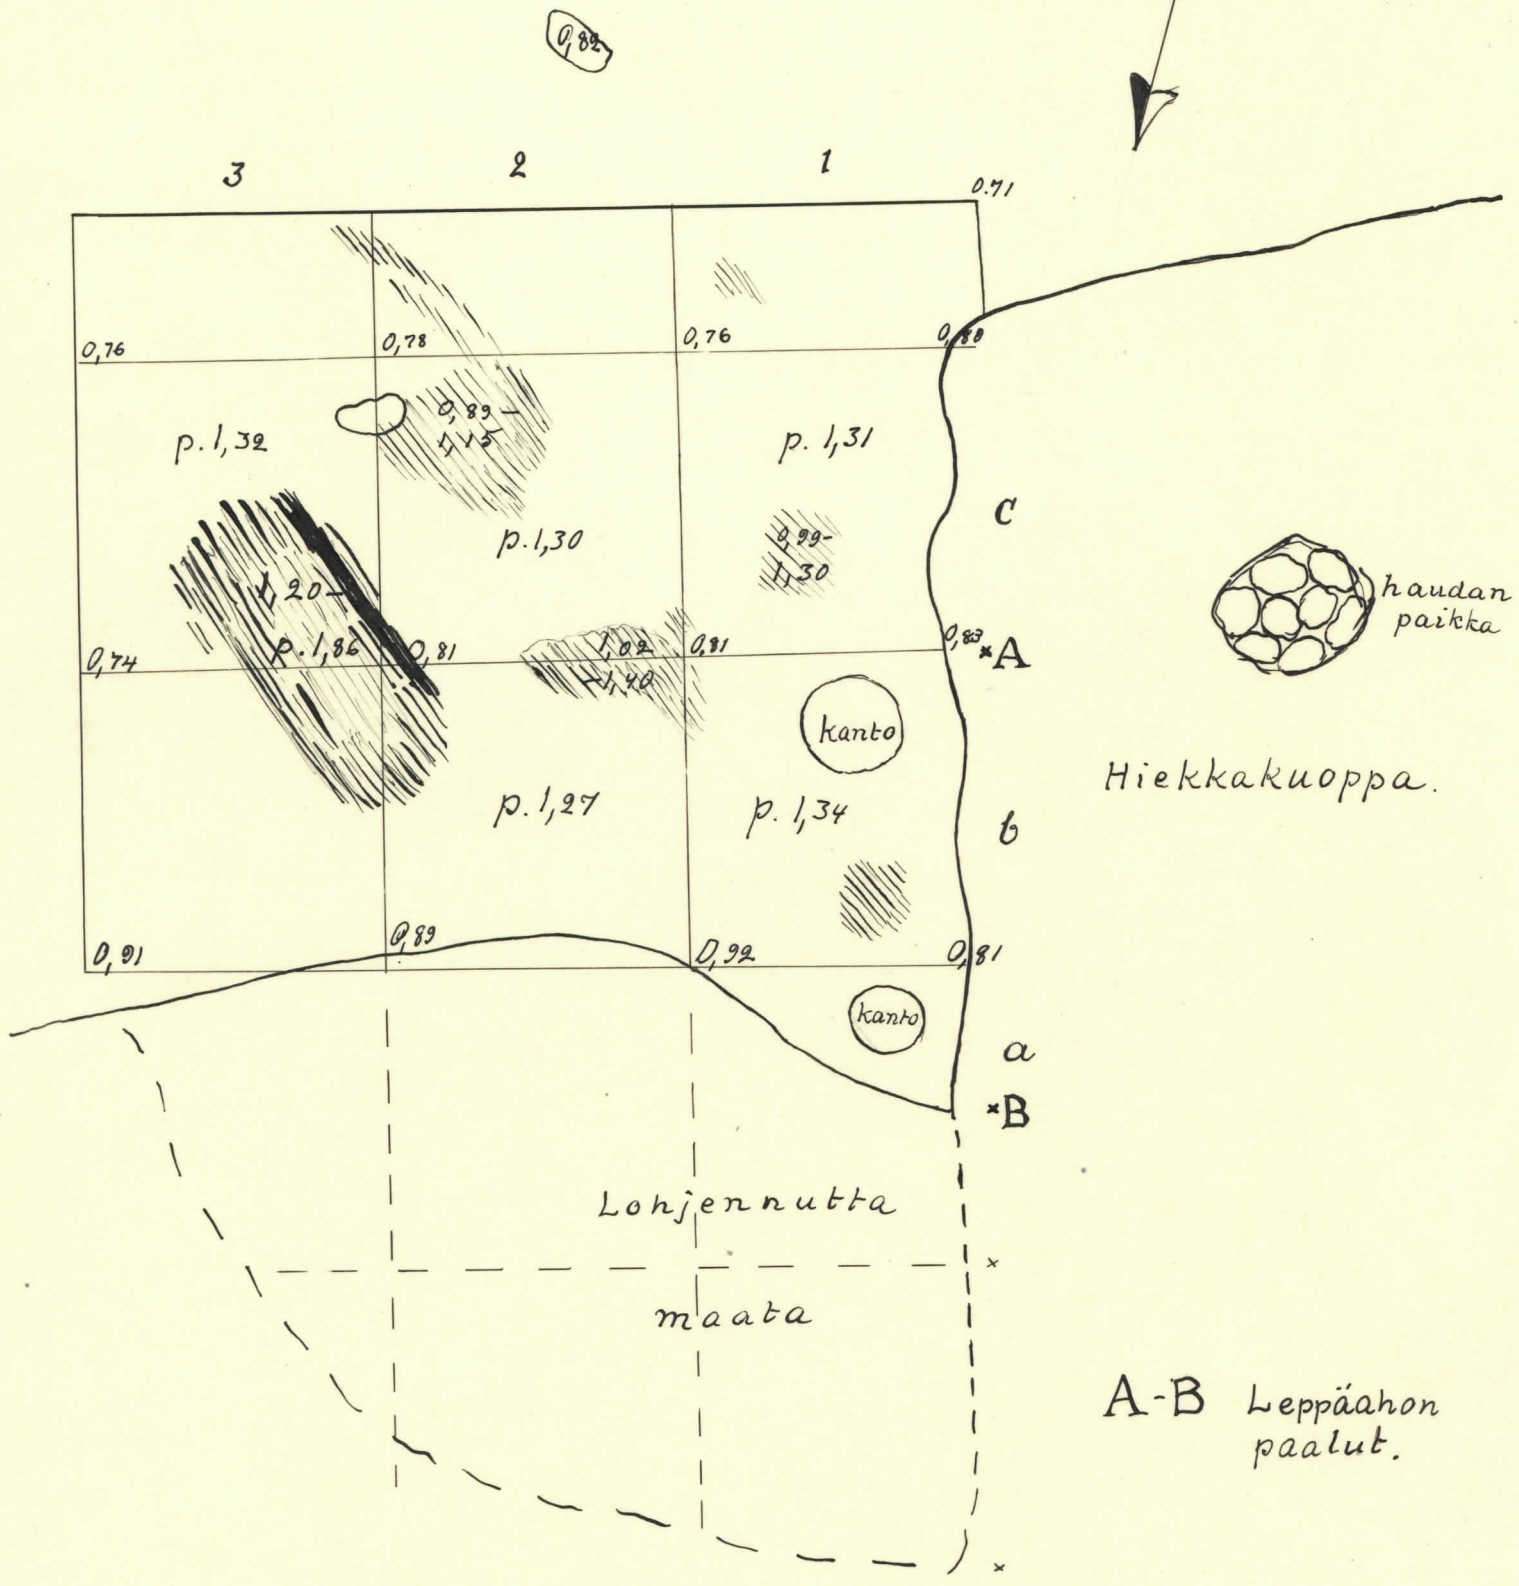 0,82
3 2 1
0.71
0,76 0,78 0,76 0,80
0,89-
1,15
p.1,32
p. 1,31
C
p.1,30
0,99-
1,30
1,20-
p.1,86
haudan
paikka
0,74 0,81 0,81 0,83 A
1,02
-1,40
kanto
Hiekkakuoppa.
p. 1,27
p. 1,34
b
0,91 0,89 0,92 0,81
kanto
a
B
Lohjennutta
maata
A-B Leppäahon
paalut.